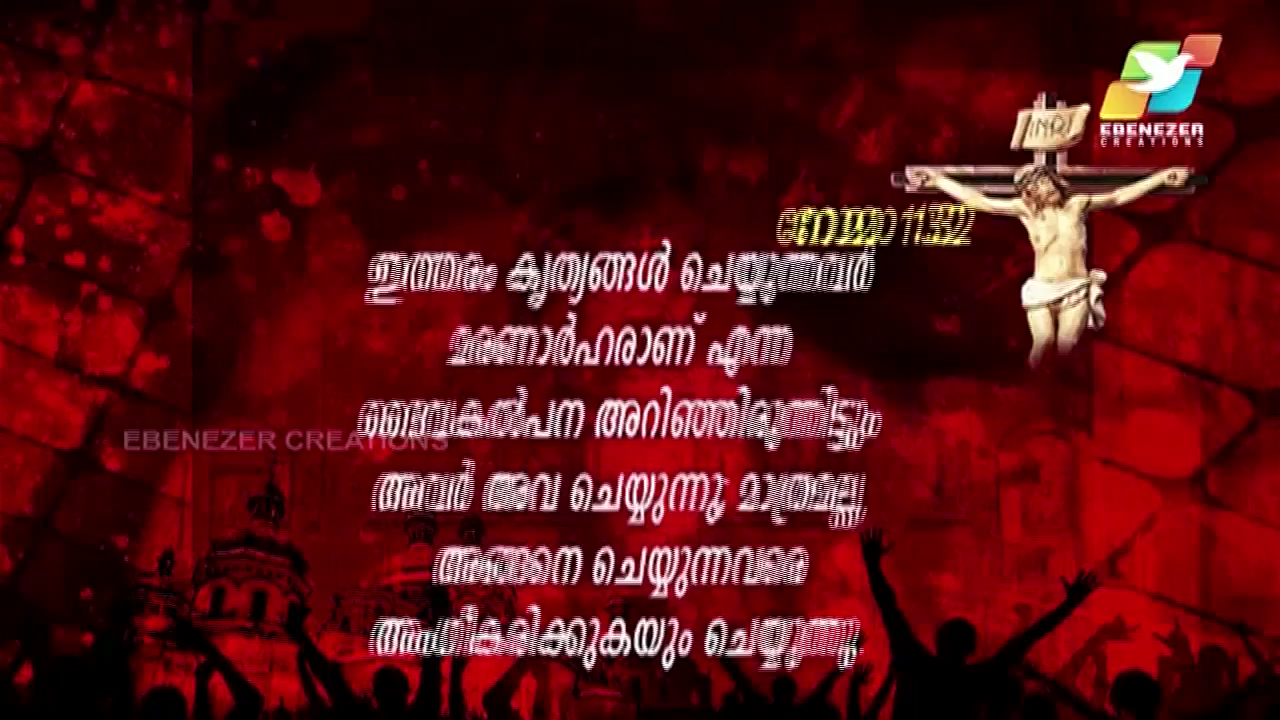 EBENEZER
CREATIONS
INRI
റോമാ 1:32
ഇത്തരം കൃത്യങ്ങൾ ചെയ്യുന്നവർ
മരണാർഹരാണ് എന്ന
ദൈവകല്പന അറിഞ്ഞിരുന്നിട്ടും
EBENEZER CREATIONS
അവർ അവ ചെയ്യുന്നു; മാത്രമല്ല,
അങ്ങനെ ചെയ്യുന്നവരെ
അംഗീകരിക്കുകയും ചെയ്യുന്നു.